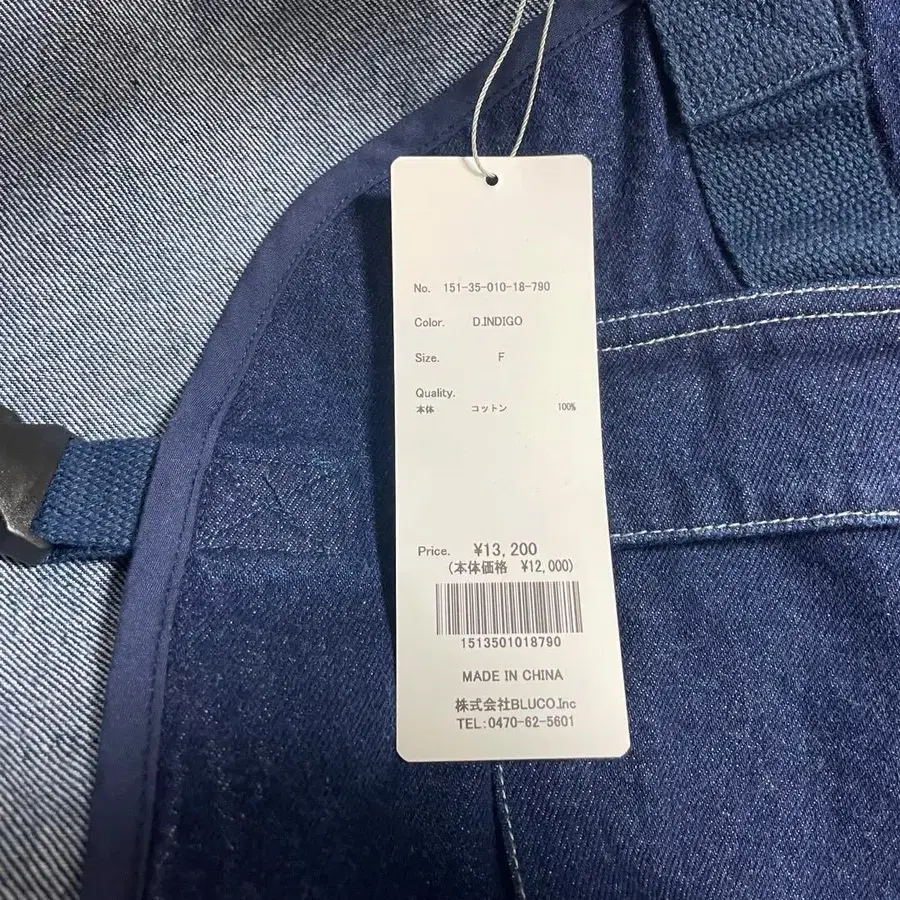 No. 151-35-010-18-790
Color. D.INDIGO
Size. F
Quality.
本体 コットン 100%
Price. ¥13,200
(本体価格 ¥12,000)
1513501018790
MADE IN CHINA
株式会社BLUCO.Inc
TEL:0470-62-5601